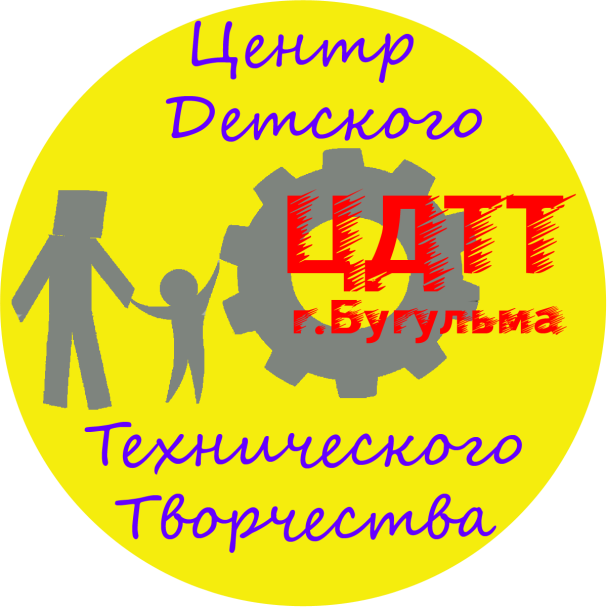 Центр
Детского
ЦДТТ
г.Бугульма
Технического
Творчества